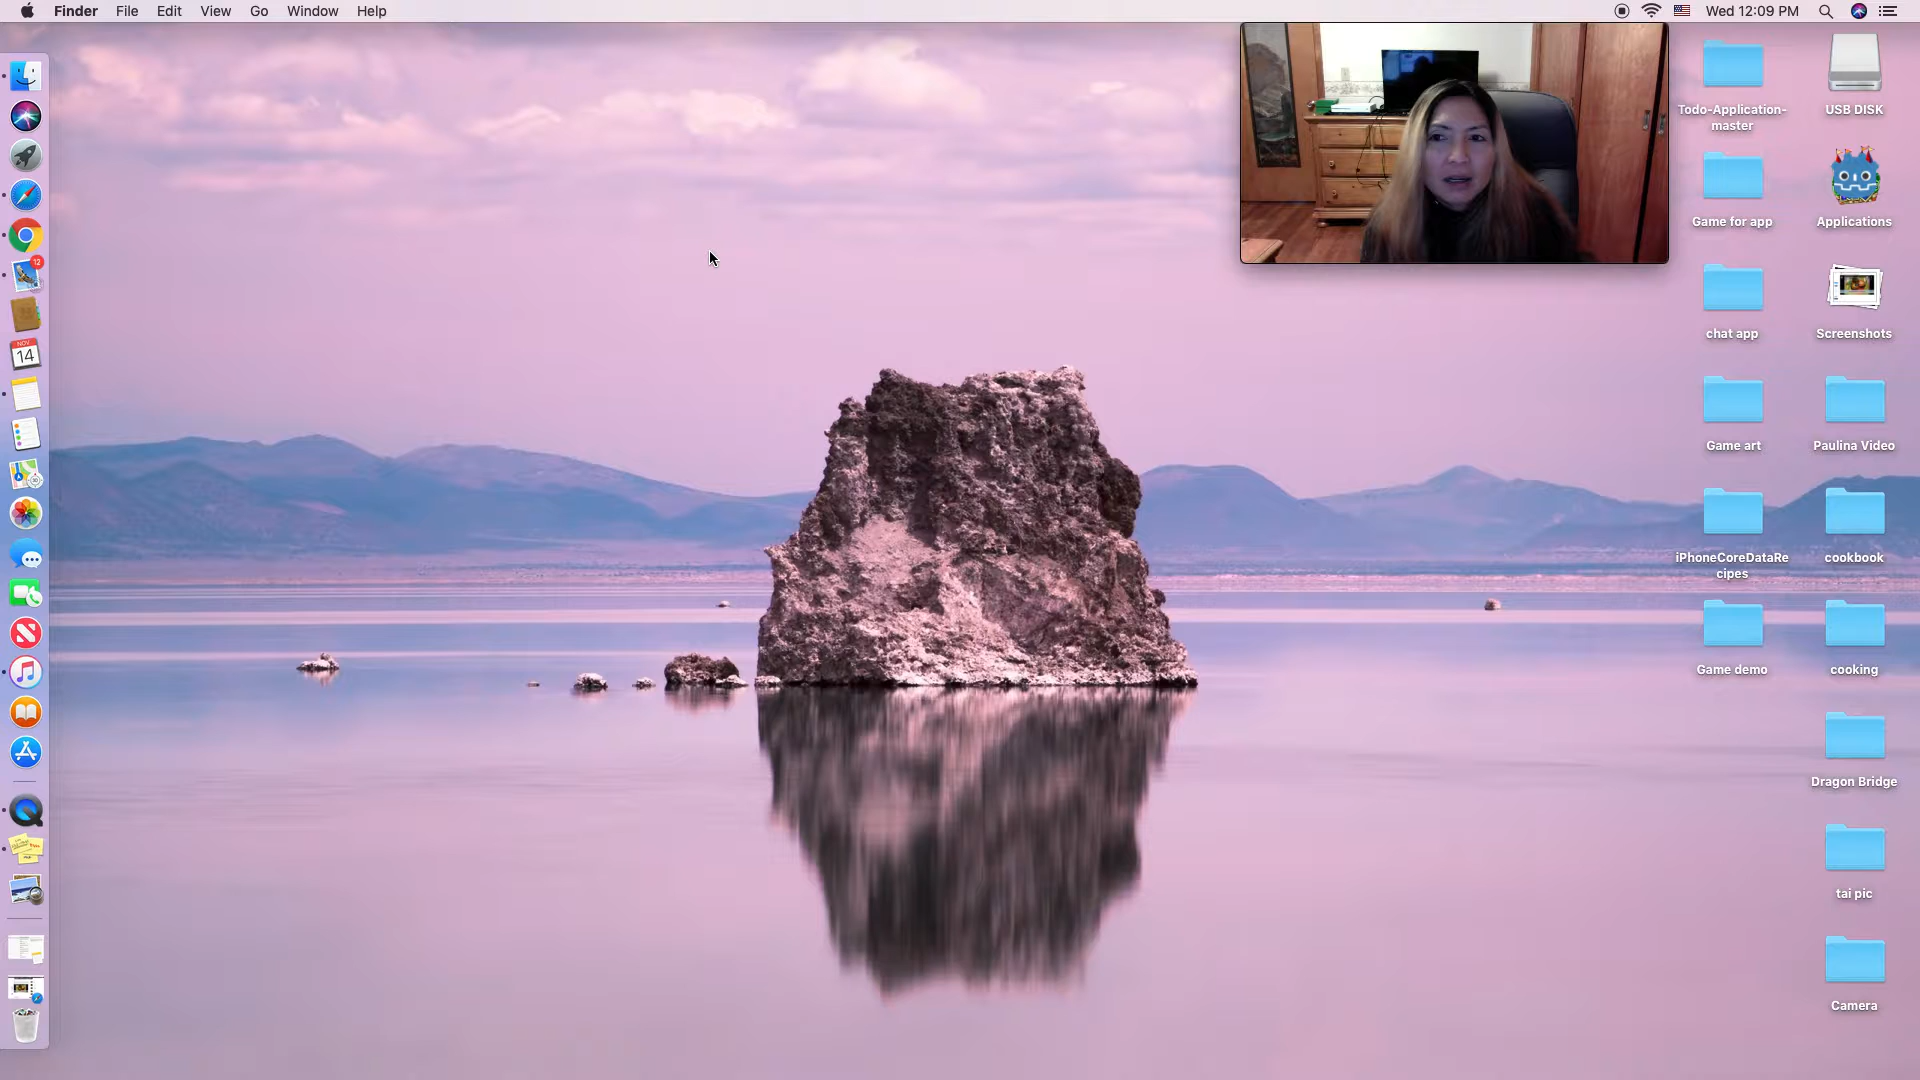 Finder File Edit View Go Window Help Wed 12:09 PM
Todo-Application-
master
USB DISK
Game for app
Applications
chat app
Screenshots
Game art
Paulina Video
iPhoneCoreDataRe
cipes
cookbook
Game demo
cooking
Dragon Bridge
tai pic
Camera
12
NOV
14